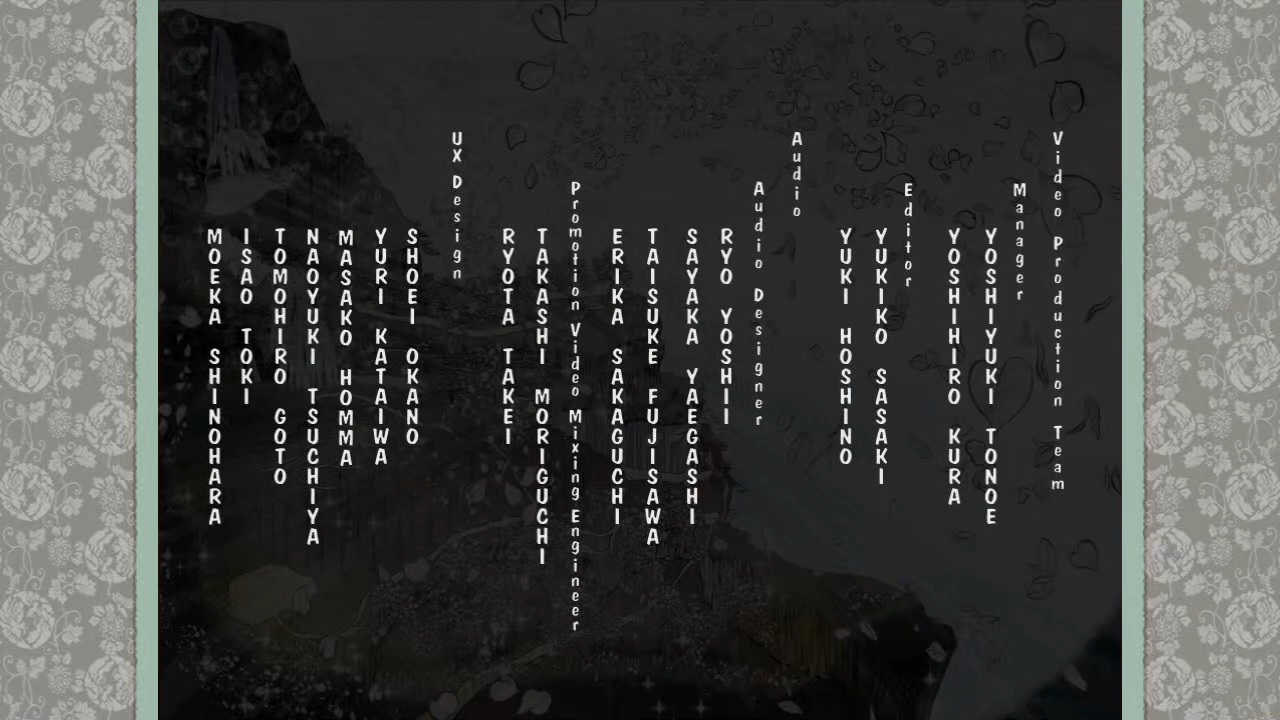 Video Production Team
Manager
YOSHIYUKI TONOE
YOSHIHIRO KURA
Editor
YUKIKO SASAKI
YUKI HOSHINO
Audio
Audio Designer
RYO YOSHII
SAYAKA YAEGASHI
TAISUKE FUJISAWA
ERIKA SAKAGUCHI
Promotion Video Mixing Engineer
TAKASHI MORIGUCHI
RYOTA TAKEI
UX Design
SHOEI OKANO
YURI KATAIWA
MASAKO HOMMA
NAOYUKI TSUCHIYA
TOMOHIRO GOTO
ISAO TOKI
MOEKA SHINOHARA